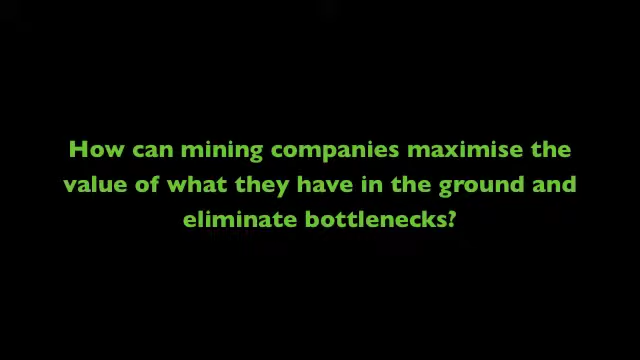 How can mining companies maximise the
value of what they have in the ground and
eliminate bottlenecks?